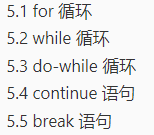 5.1 for 循环
5.2 while 循环
5.3 do-while 循环
5.4 continue 语句
5.5 break 语句